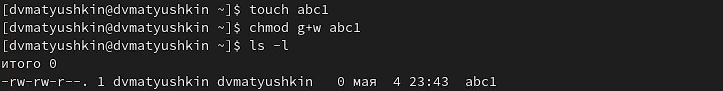 [dvmatyushkin@dvmatyushkin ~]$ touch abc1
[dvmatyushkin@dvmatyushkin ~]$ chmod g+w abc1
[dvmatyushkin@dvmatyushkin ~]$ ls -l
итого 0
-rw-rw-r--. 1 dvmatyushkin dvmatyushkin   0 мая  4 23:43  abc1